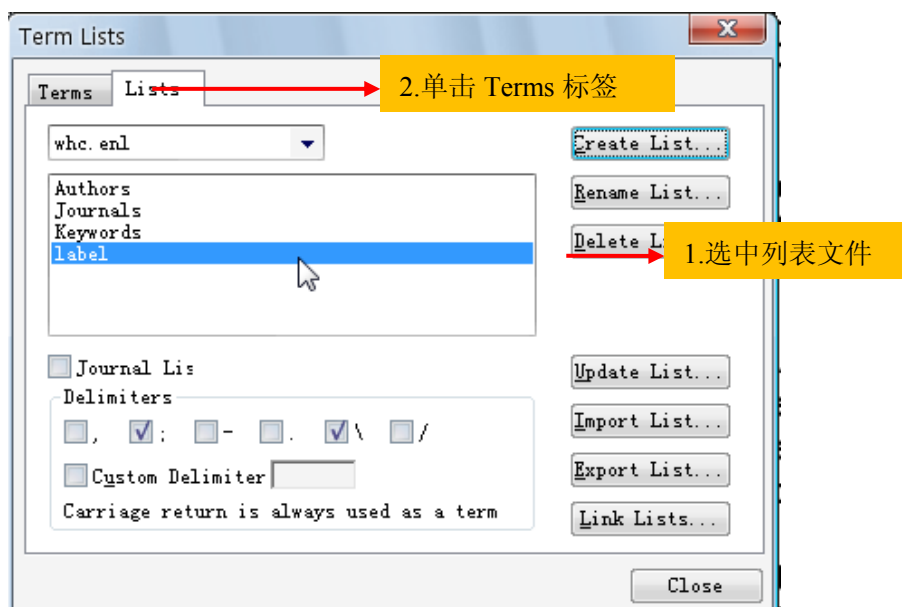 Term Lists
Terms
Lists
2.单击 Terms 标签
whc.enl
Create List...
Authors
Journals
Keywords
label
Rename List...
Delete L
1.选中列表文件
Journal Lis
Delimiters
, ; - . \ /
Custom Delimiter
Carriage return is always used as a term
Update List...
Import List...
Export List...
Link Lists...
Close